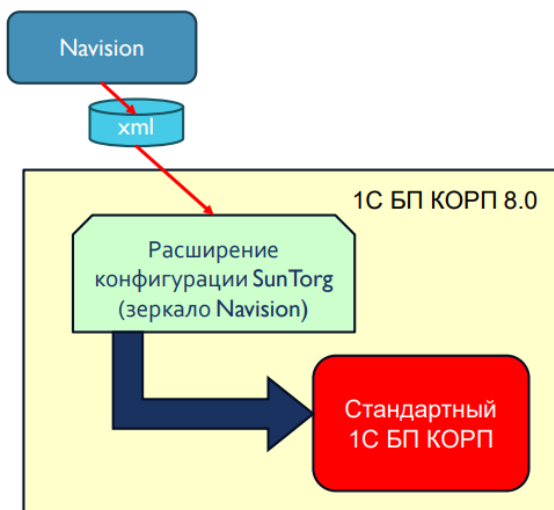 Navision
xml
1С БП КОРП 8.0
Расширение
конфигурации SunTorg
(зеркало Navision)
Стандартный
1С БП КОРП